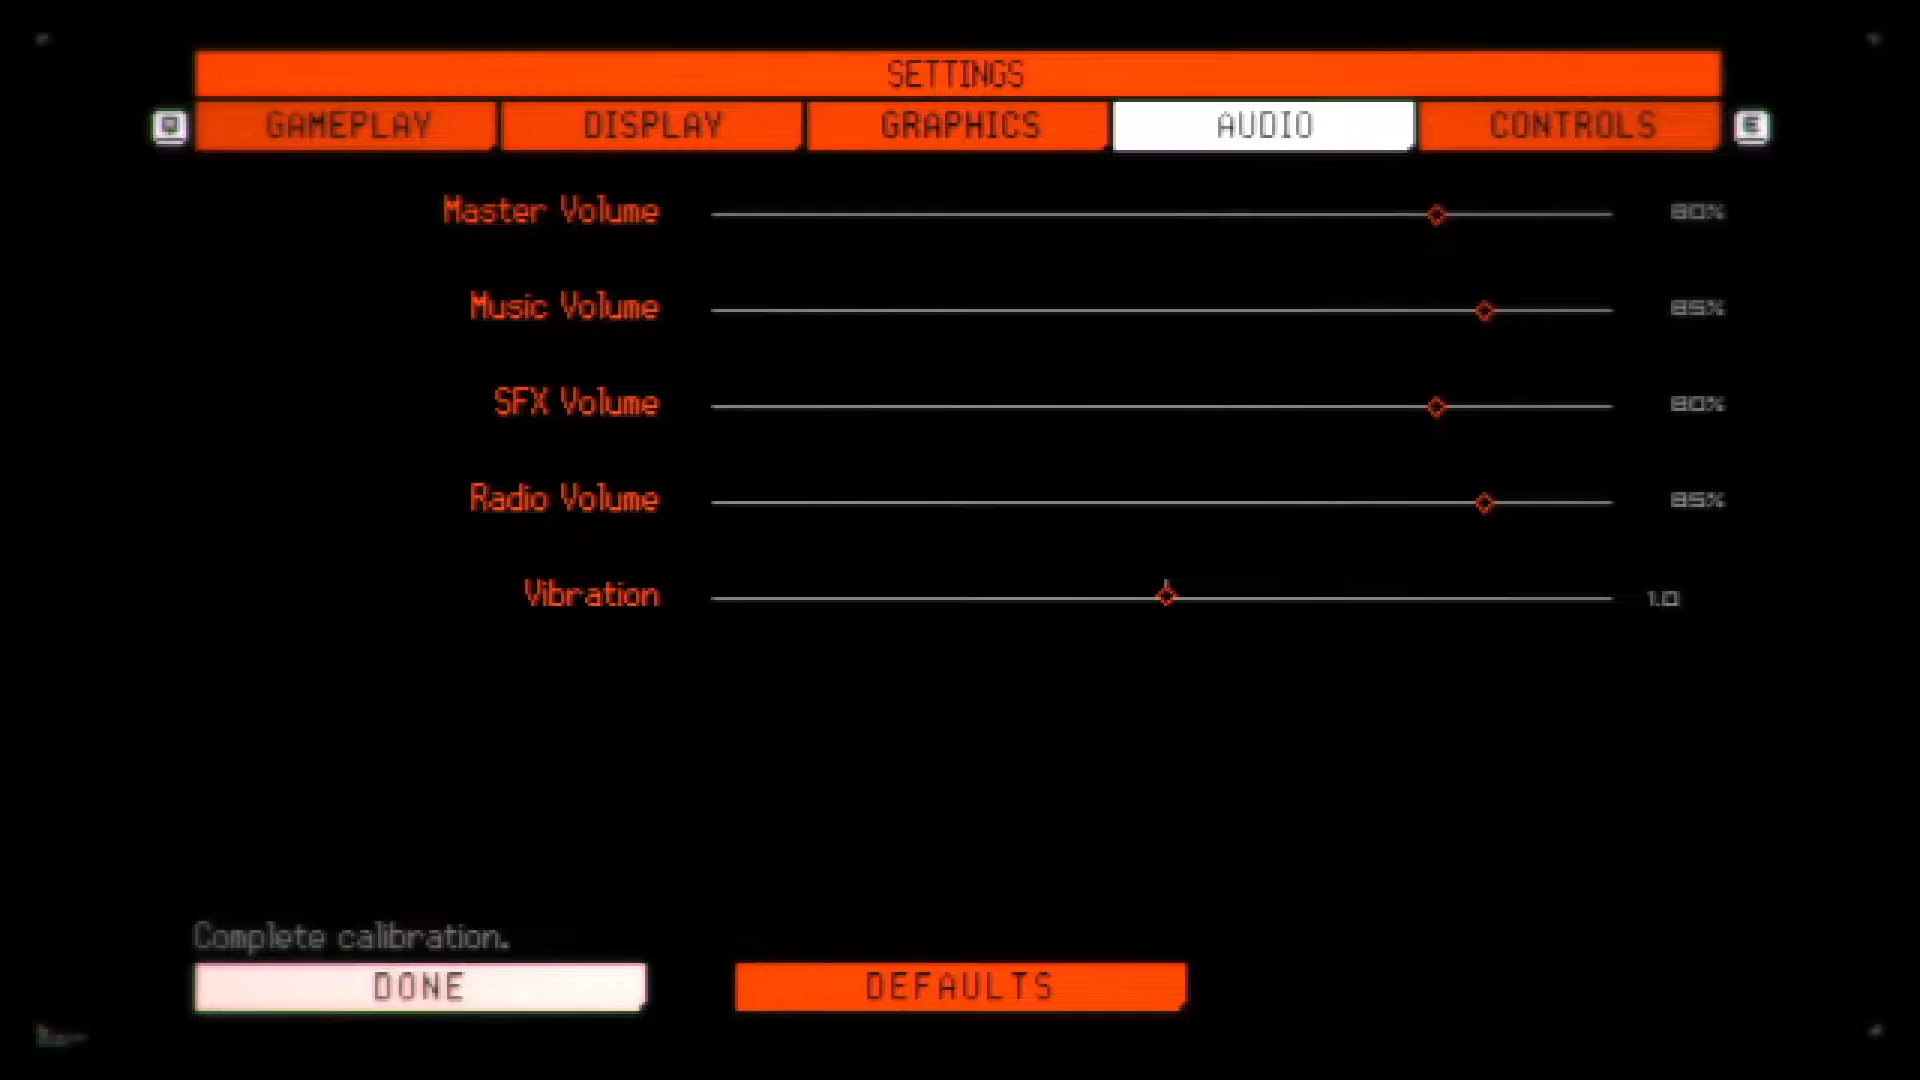 SETTINGS
Q GAMEPLAY DISPLAY GRAPHICS AUDIO CONTROLS E
Master Volume 80%
Music Volume 85%
SFX Volume 80%
Radio Volume 85%
Vibration 1.0
Complete calibration.
DONE DEFAULTS